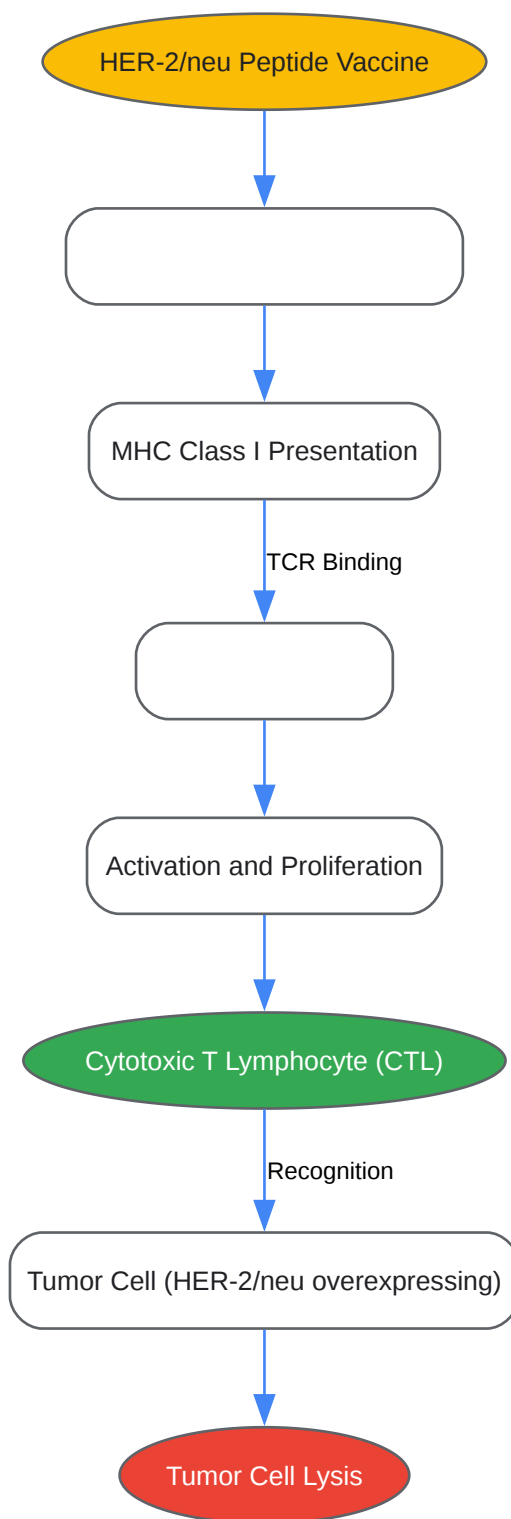 HER-2/neu Peptide Vaccine
MHC Class I Presentation
TCR Binding
Activation and Proliferation
Cytotoxic T Lymphocyte (CTL)
Recognition
Tumor Cell (HER-2/neu overexpressing)
Tumor Cell Lysis